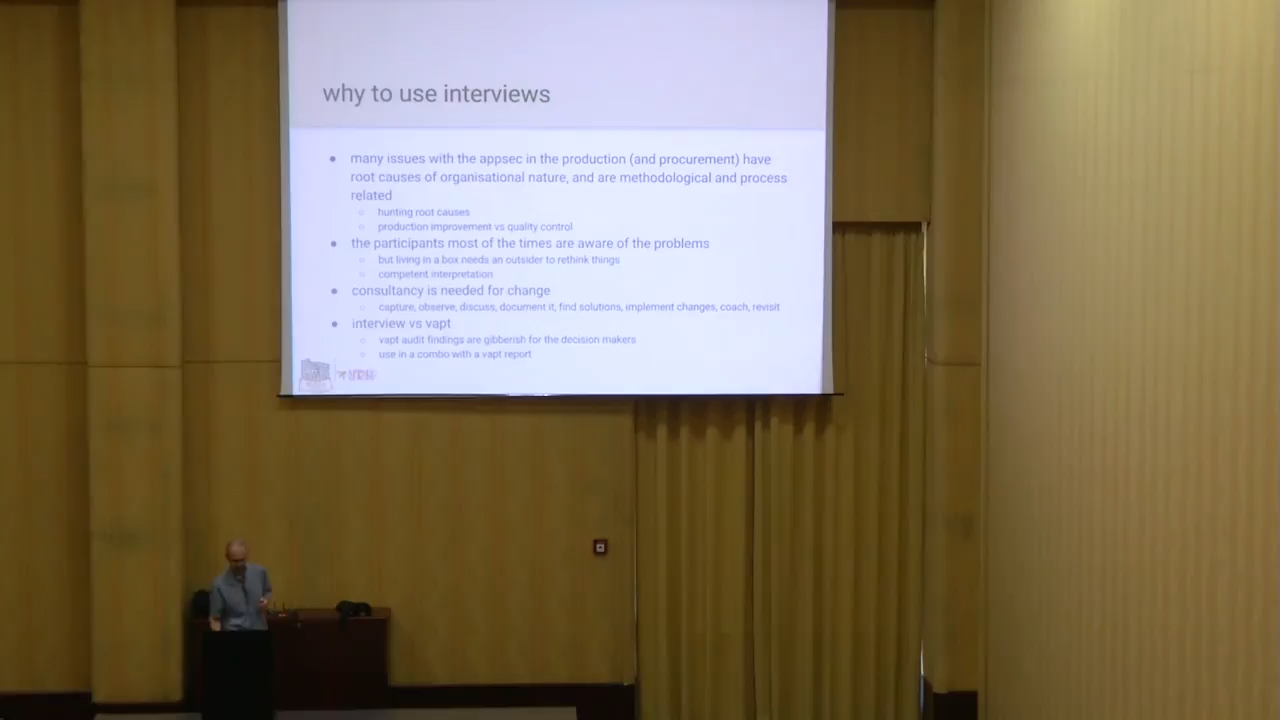 why to use interviews
● many issues with the appsec in the production (and procurement) have
root causes of organisational nature, and are methodological and process
related
○ hunting root causes
○ production improvement vs quality control
● the participants most of the times are aware of the problems
○ but living in a box needs an outsider to rethink things
○ competent interpretation
● consultancy is needed for change
○ capture, observe, discuss, document it, find solutions, implement changes, coach, revisit
● interview vs vapt
○ vapt audit findings are gibberish for the decision makers
○ use in a combo with a vapt report